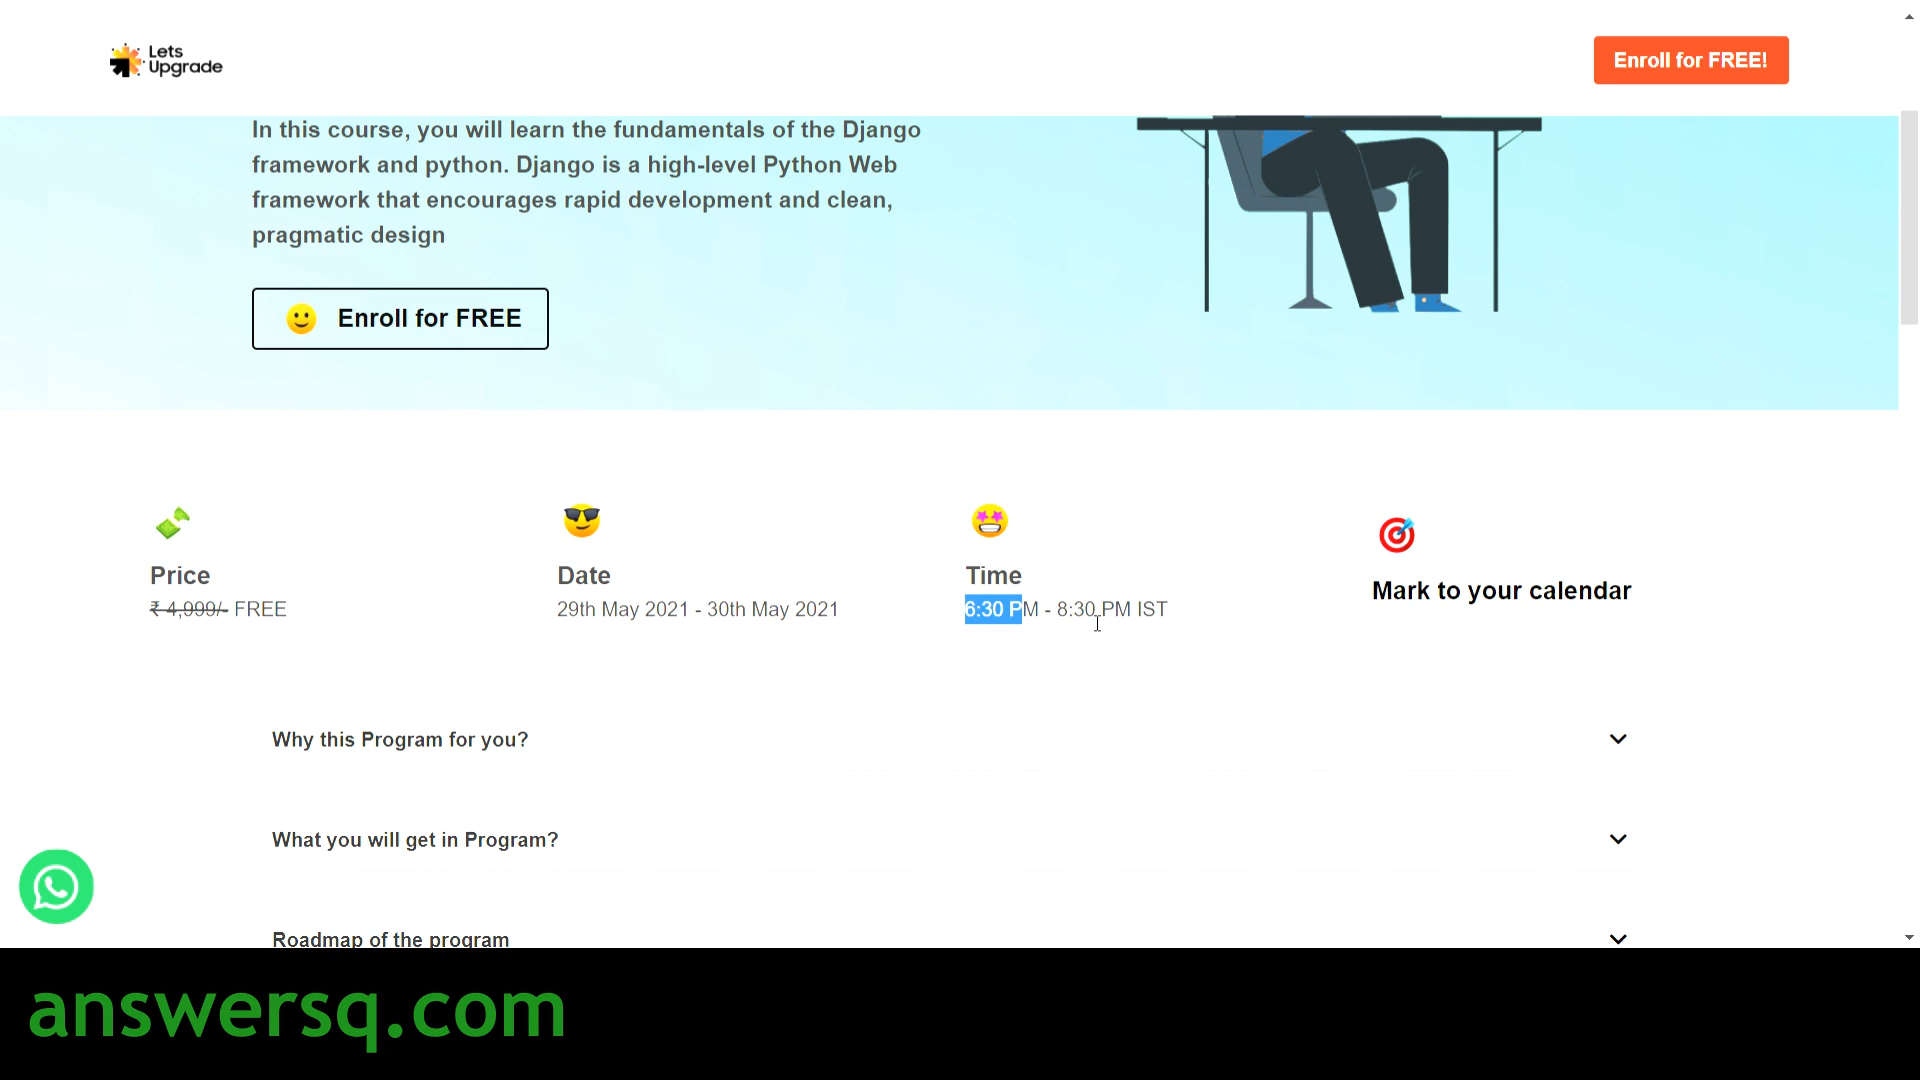 Lets
Upgrade
Enroll for FREE!
In this course, you will learn the fundamentals of the Django
framework and python. Django is a high-level Python Web
framework that encourages rapid development and clean,
pragmatic design
Enroll for FREE
Price
₹ 4,999/- FREE
Date
29th May 2021 - 30th May 2021
Time
6:30 PM - 8:30 PM IST
Mark to your calendar
Why this Program for you?
What you will get in Program?
Roadmap of the program
answersq.com